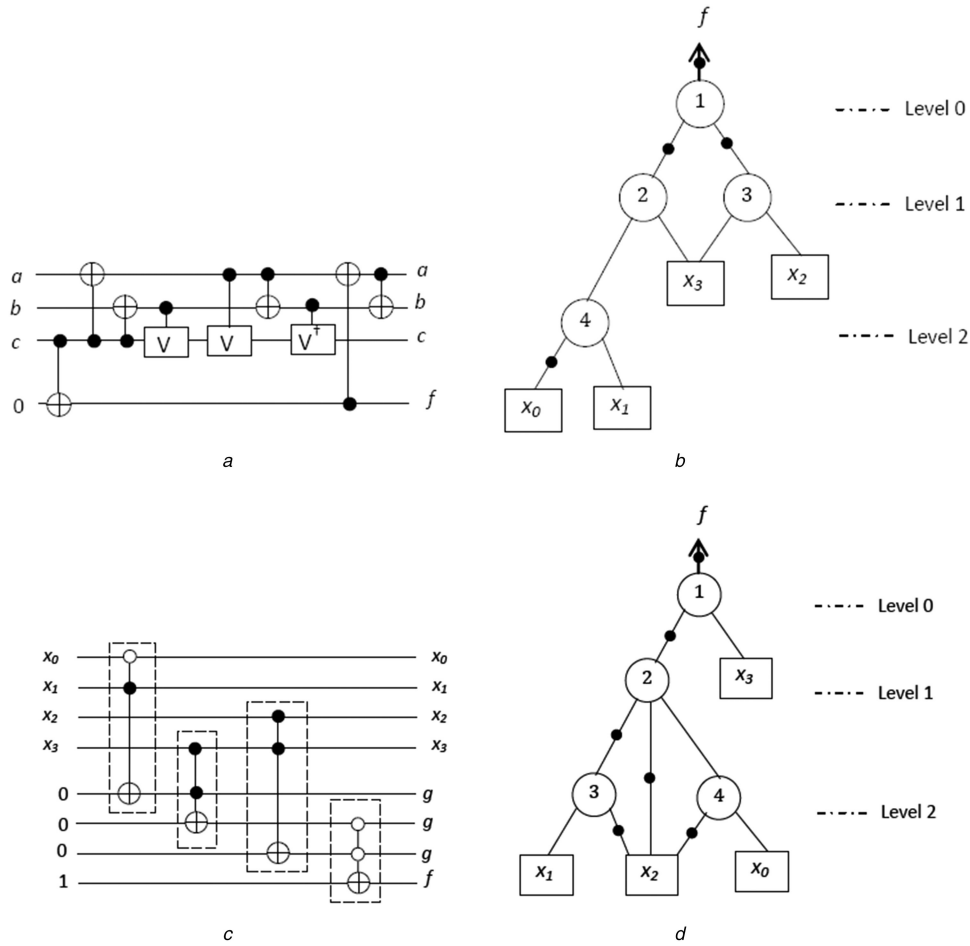 f
1
Level 0
2
3
Level 1
x₃
x₂
4
Level 2
x₀
x₁
b
a
a
b
b
c
V
V
V†
c
0
f
a
f
1
Level 0
2
x₃
Level 1
3
4
Level 2
x₁
x₂
x₀
d
x₀
x₀
x₁
x₁
x₂
x₂
x₃
x₃
0
g
0
g
0
g
1
f
c